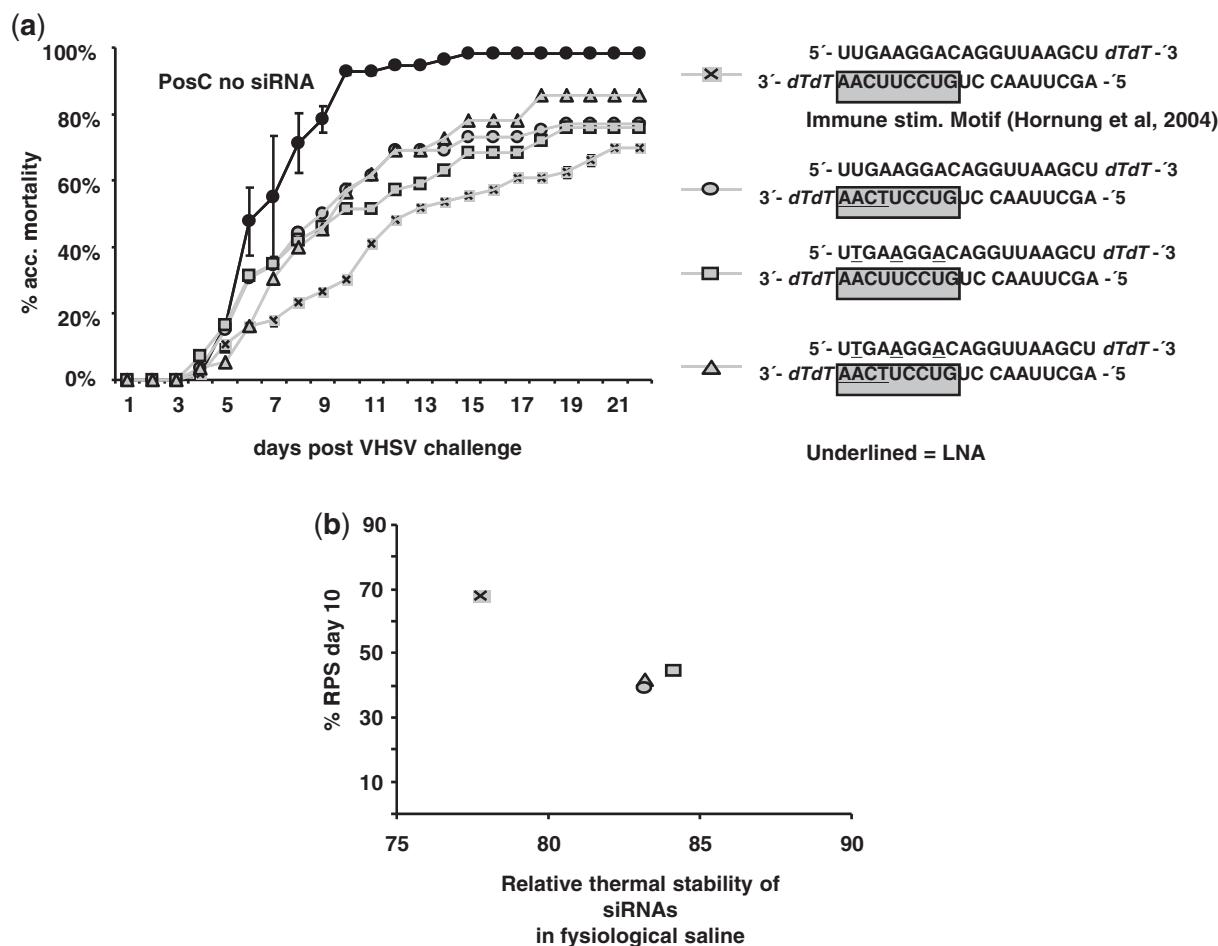 (a)
100%
80%
60%
40%
20%
0%
% acc. mortality
PosC no siRNA
1 3 5 7 9 11 13 15 17 19 21
days post VHSV challenge
5´- UUGAAGGACAGGUUAAGCU dTdT -´3
3´- dTdT AACUUCCUGUC CAAUUCGA -´5
Immune stim. Motif (Hornung et al, 2004)
5´- UUGAAGGACAGGUUAAGCU dTdT -´3
3´- dTdT AACTUCCUGUC CAAUUCGA -´5
5´- UTGAAGGACAGGUUAAGCU dTdT -´3
3´- dTdT AACUUCCUGUC CAAUUCGA -´5
5´- UTGAAGGACAGGUUAAGCU dTdT -´3
3´- dTdT AACTUCCUGUC CAAUUCGA -´5
Underlined = LNA
(b)
90
70
50
30
10
% RPS day 10
75 80 85 90
Relative thermal stability of
siRNAs
in fysiological saline